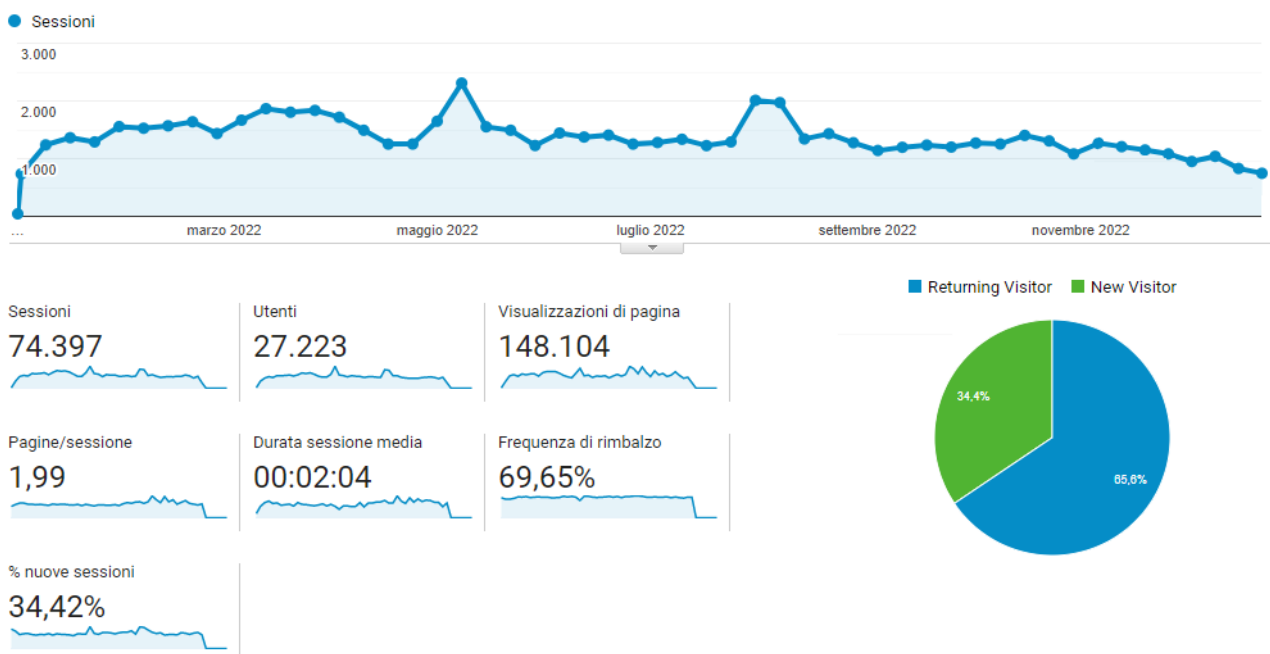 Sessioni
3.000
2.000
1.000
...
marzo 2022
maggio 2022
luglio 2022
settembre 2022
novembre 2022
Returning Visitor
New Visitor
Sessioni
74.397
Utenti
27.223
Visualizzazioni di pagina
148.104
Pagine/sessione
1,99
Durata sessione media
00:02:04
Frequenza di rimbalzo
69,65%
% nuove sessioni
34,42%
34,4%
65,6%